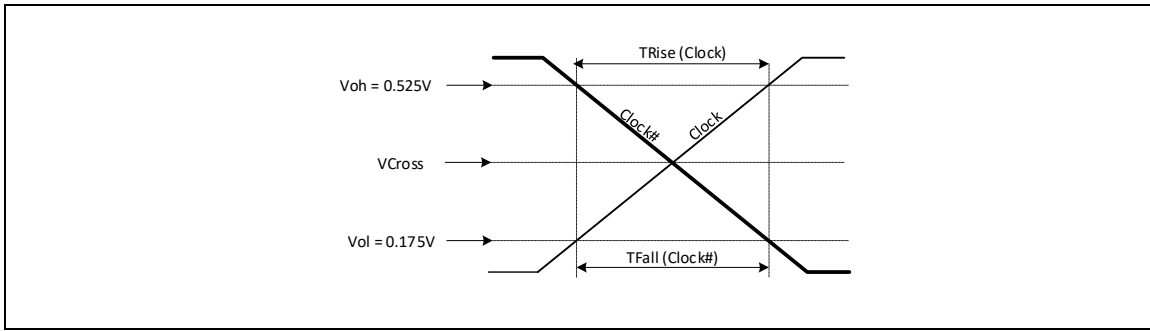 TRise (Clock)
Voh = 0.525V
Clock#
Clock
VCross
Vol = 0.175V
TFall (Clock#)